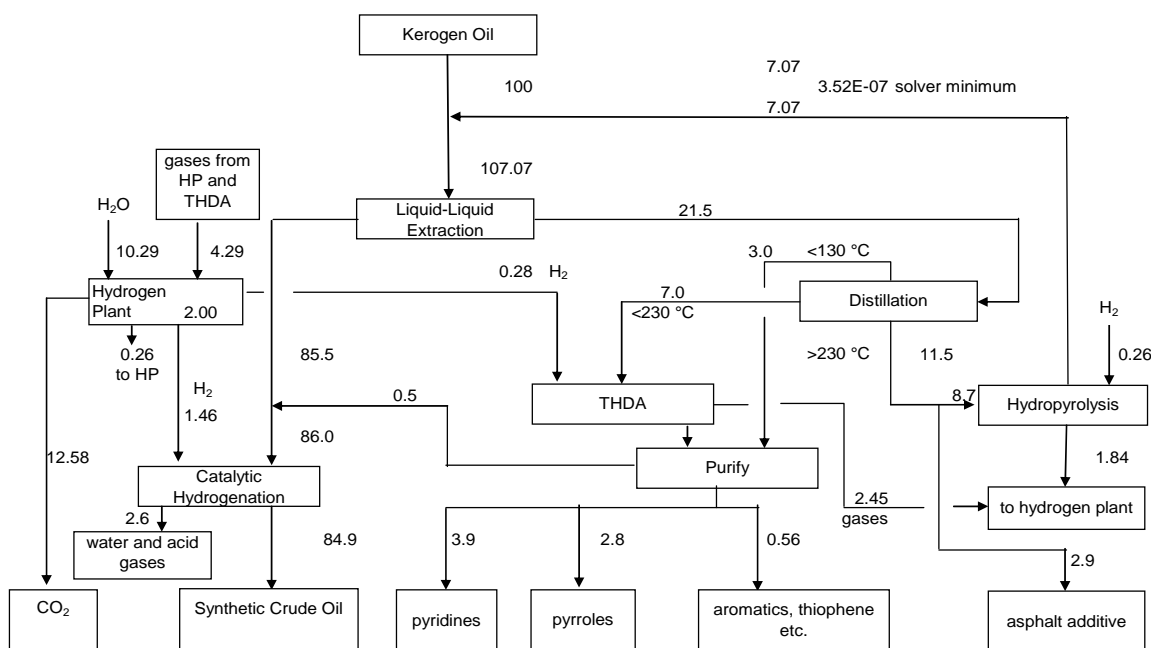 Kerogen Oil
7.07
100
3.52E-07 solver minimum
7.07
gases from
HP and
THDA
107.07
H₂O
Liquid-Liquid
Extraction
21.5
10.29
4.29
3.0
<130 °C
0.28
H₂
Hydrogen
Plant
2.00
7.0
<230 °C
Distillation
H₂
0.26
to HP
85.5
>230 °C
11.5
0.26
H₂
1.46
0.5
THDA
8.7
Hydropyrolysis
12.58
86.0
Purify
1.84
Catalytic
Hydrogenation
2.45
gases
to hydrogen plant
2.6
water and acid
gases
84.9
3.9
2.8
0.56
2.9
CO₂
Synthetic Crude Oil
pyridines
pyrroles
aromatics, thiophene
etc.
asphalt additive